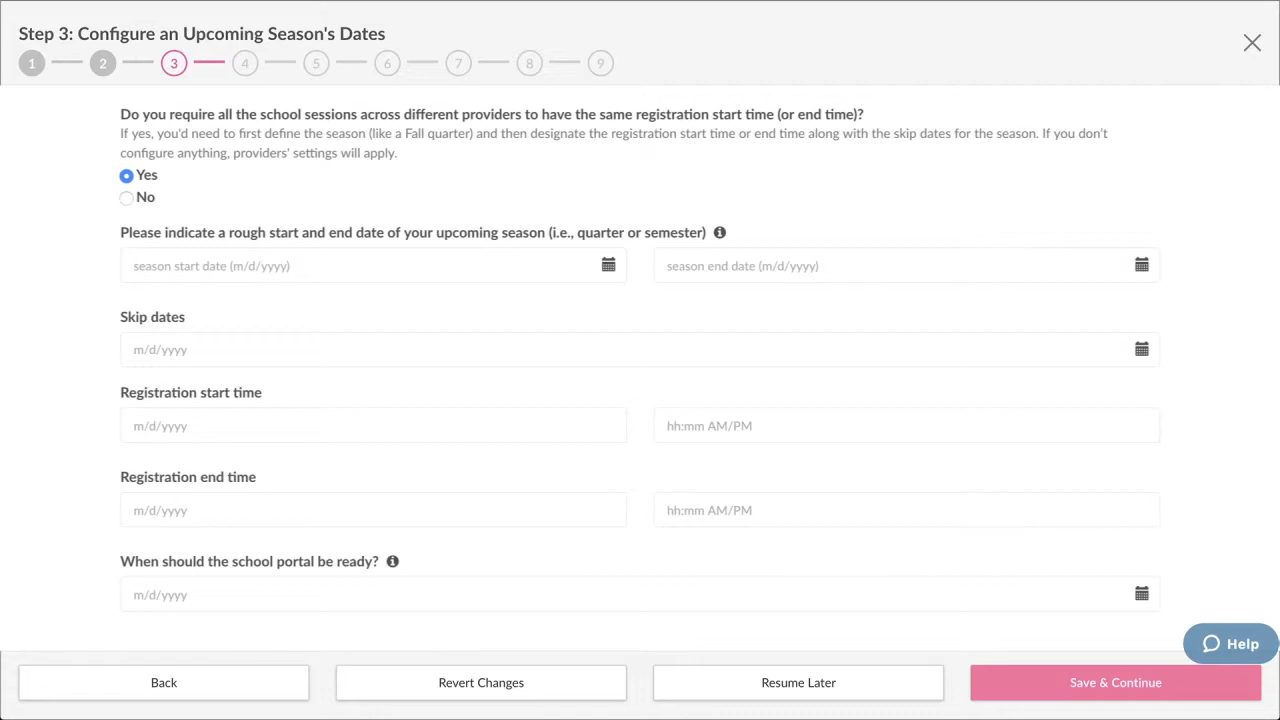 Step 3: Configure an Upcoming Season's Dates
1 2 3 4 5 6 7 8 9
Do you require all the school sessions across different providers to have the same registration start time (or end time)?
If yes, you'd need to first define the season (like a Fall quarter) and then designate the registration start time or end time along with the skip dates for the season. If you don't
configure anything, providers' settings will apply.
Yes
No
Please indicate a rough start and end date of your upcoming season (i.e., quarter or semester)
season start date (m/d/yyyy) season end date (m/d/yyyy)
Skip dates
m/d/yyyy
Registration start time
m/d/yyyy hh:mm AM/PM
Registration end time
m/d/yyyy hh:mm AM/PM
When should the school portal be ready?
m/d/yyyy
Help
Back Revert Changes Resume Later Save & Continue